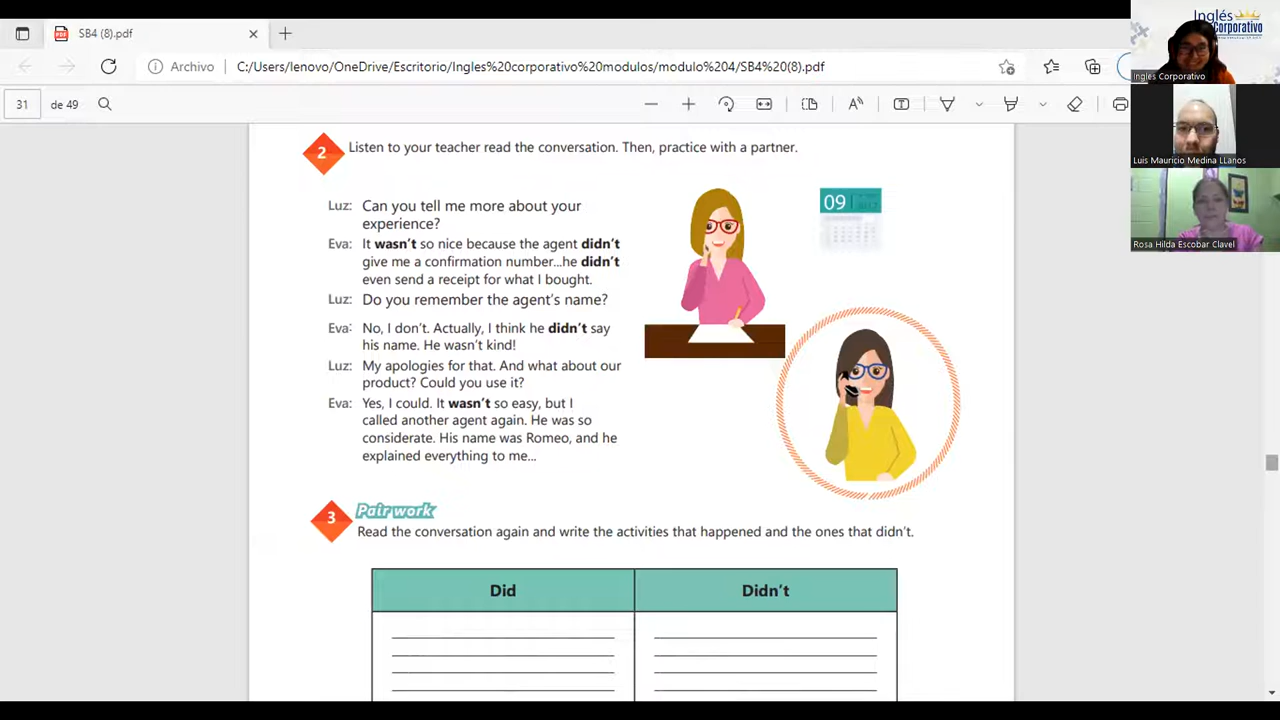 SB4 (8).pdf
Archivo
C:/Users/lenovo/OneDrive/Escritorio/Ingles%20corporativo%20modulos/modulo%204/SB4%20(8).pdf
31
de 49
Inglés
Corporativo
Ingles Corporativo
Luis Mauricio Medina LLanos
Rosa Hilda Escobar Clavel
2
Listen to your teacher read the conversation. Then, practice with a partner.
Luz: Can you tell me more about your
experience?
Eva: It wasn't so nice because the agent didn't
give me a confirmation number...he didn't
even send a receipt for what I bought.
Luz: Do you remember the agent's name?
Eva: No, I don't. Actually, I think he didn't say
his name. He wasn't kind!
Luz: My apologies for that. And what about our
product? Could you use it?
Eva: Yes, I could. It wasn't so easy, but I
called another agent again. He was so
considerate. His name was Romeo, and he
explained everything to me...
09
3
Pair work
Read the conversation again and write the activities that happened and the ones that didn't.
Did
Didn't